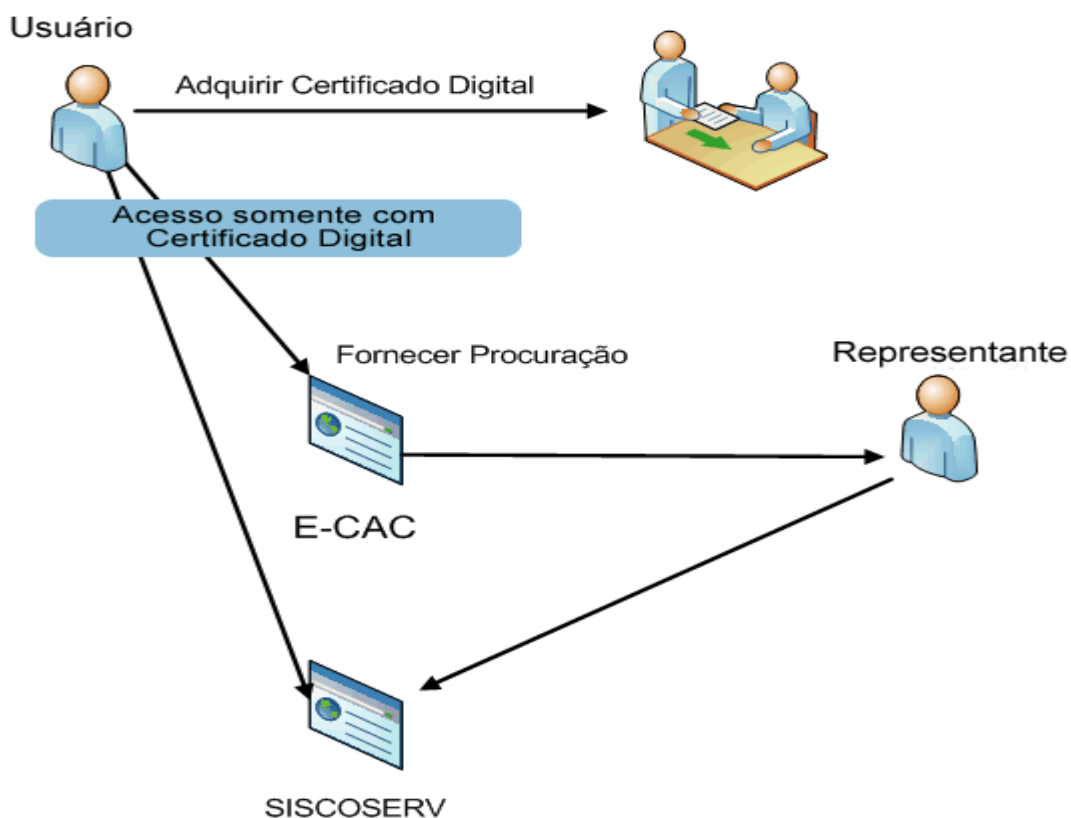 Usuário
Adquirir Certificado Digital
Acesso somente com
Certificado Digital
Fornecer Procuração
Representante
E-CAC
SISCOSERV